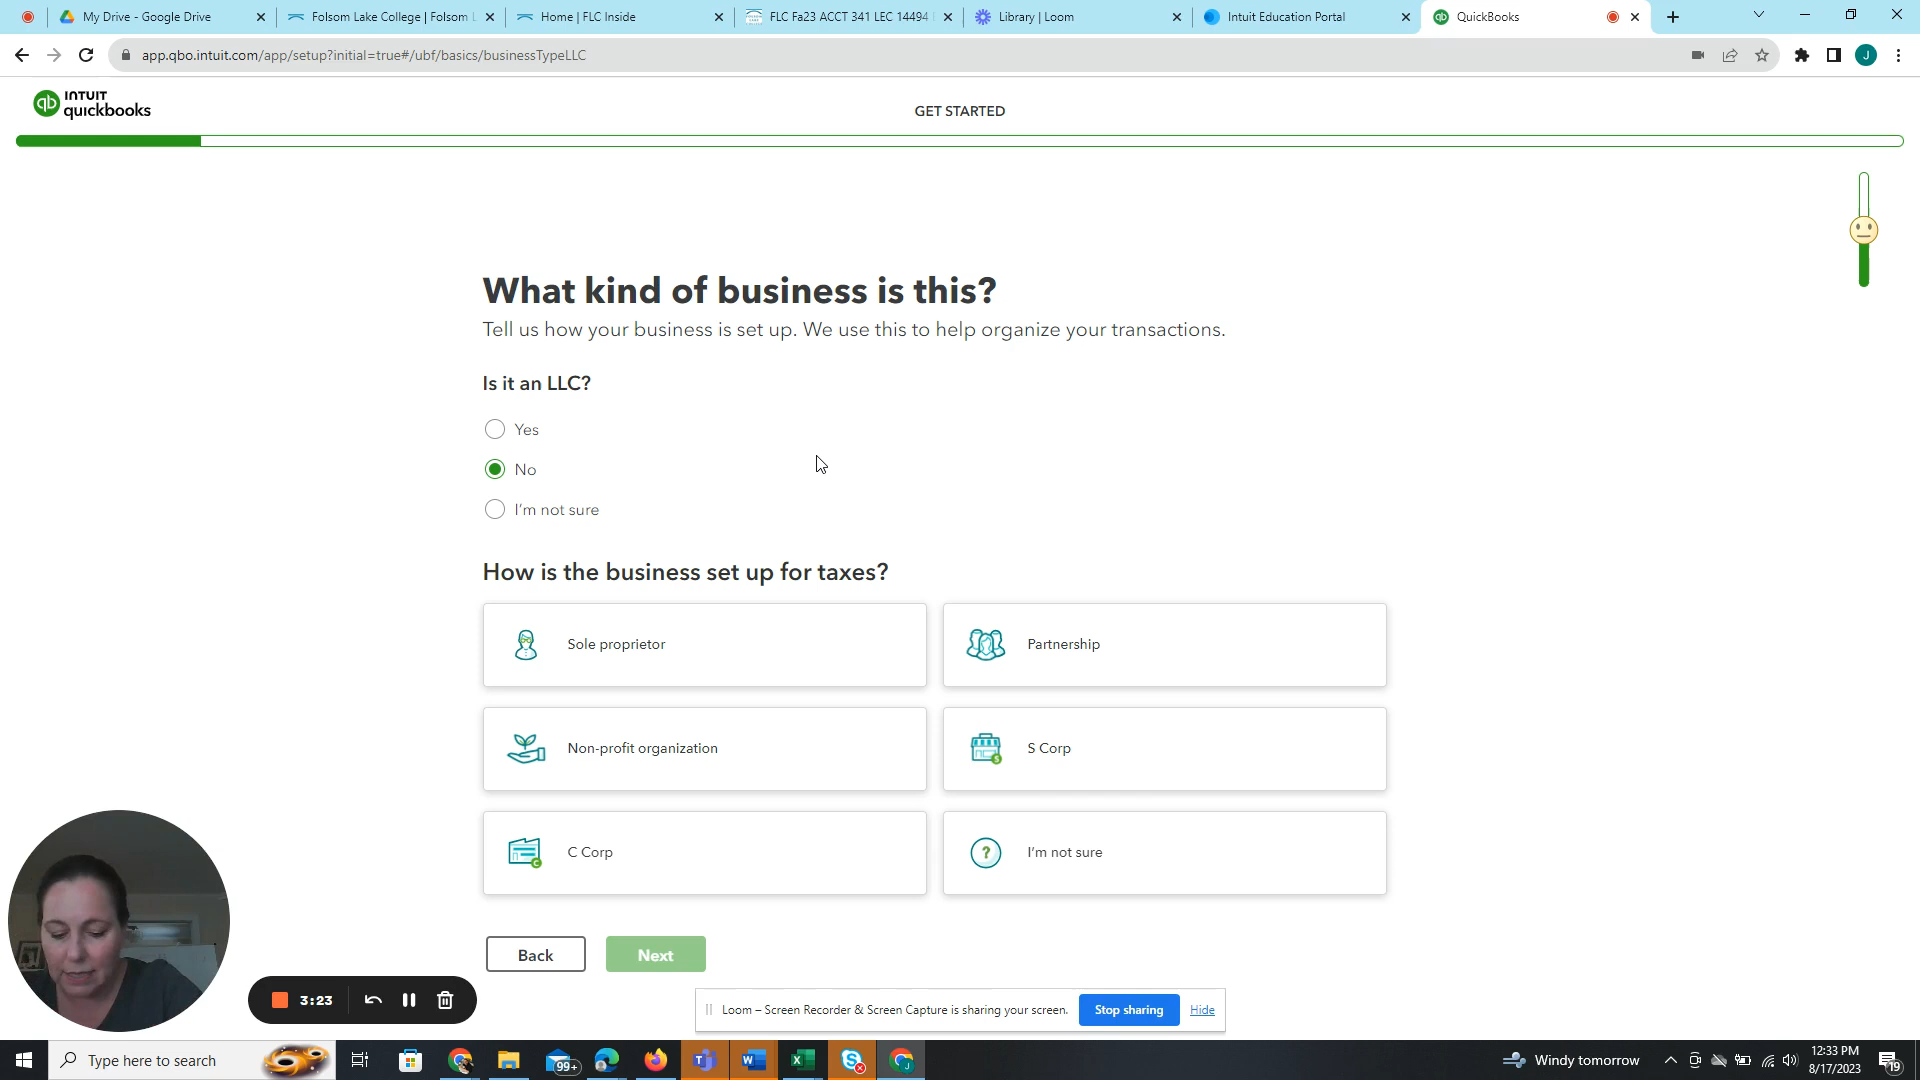 My Drive - Google Drive
Folsom Lake College | Folsom L
Home | FLC Inside
FLC Fa23 ACCT 341 LEC 14494
Library | Loom
Intuit Education Portal
QuickBooks
app.qbo.intuit.com/app/setup?initial=true#/ubf/basics/businessTypeLLC
J
qb INTUIT
quickbooks
GET STARTED
What kind of business is this?
Tell us how your business is set up. We use this to help organize your transactions.
Is it an LLC?
Yes
No
I'm not sure
How is the business set up for taxes?
Sole proprietor
Partnership
Non-profit organization
S Corp
C Corp
? I'm not sure
Back
Next
3:23
Loom – Screen Recorder & Screen Capture is sharing your screen.
Stop sharing
Hide
Type here to search
99+
Windy tomorrow
12:33 PM
8/17/2023
19